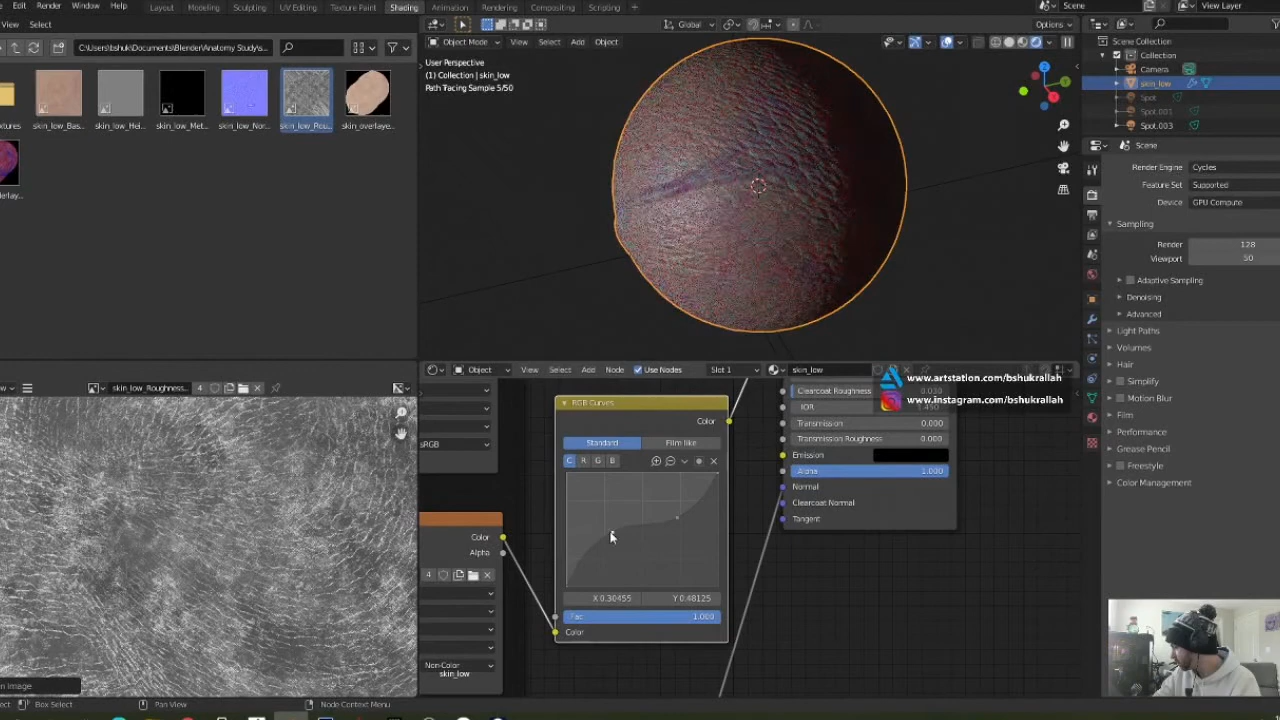 Edit Render Window Help Layout Modeling Sculpting UV Editing Texture Paint Shading Animation Rendering Compositing Scripting + Scene View Layer
View Select
Global Options
C:\Users\bshuk\Documents\Blender\Anatomy Study\s...
Object Mode View Select Add Object
User Perspective
(1) Collection | skin_low
Path Tracing Sample 5/50
skin_low_Bas... skin_low_Hei... skin_low_Met... skin_low_Nor... skin_low_Rou... skin_overlaye...
Scene Collection
Collection
Camera
skin_low
Spot
Spot.001
Spot.003
Scene
Render Engine Cycles
Feature Set Supported
Device GPU Compute
Sampling
Render 128
Viewport 50
Adaptive Sampling
Denoising
Advanced
Light Paths
Volumes
Hair
Simplify
Motion Blur
Film
Performance
Grease Pencil
Freestyle
Color Management
skin_low_Roughness... 4
Object View Select Add Node Use Nodes Slot 1 skin_low
www.artstation.com/bshukrallah
www.instagram.com/bshukrallah
sRGB
Color
Alpha
4
Non-Color
skin_low
RGB Curves
Color
Standard Film like
C R G B
X 0.30455 Y 0.48125
Fac 1.000
Color
Clearcoat Roughness 0.030
IOR 1.450
Transmission 0.000
Transmission Roughness 0.000
Emission
Alpha 1.000
Normal
Clearcoat Normal
Tangent
n Image
Box Select Pan View Node Context Menu